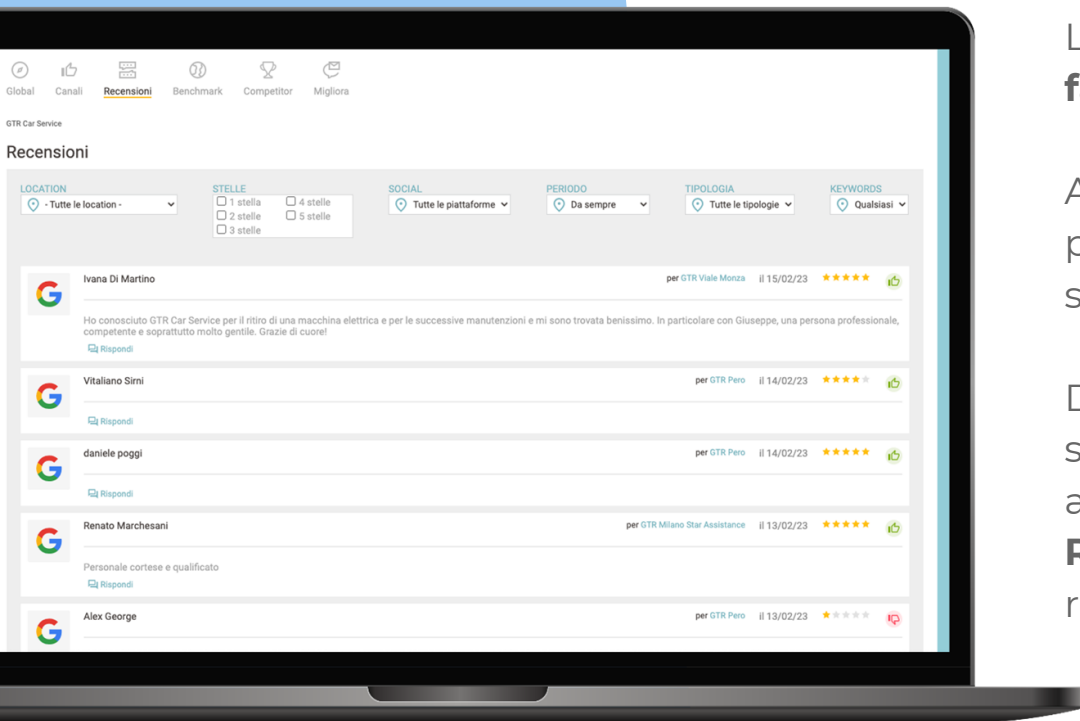 Global Canali Recensioni Benchmark Competitor Migliora
GTR Car Service
Recensioni
LOCATION STELLE SOCIAL PERIODO TIPOLOGIA KEYWORDS
- Tutte le location - 1 stella 4 stelle Tutte le piattaforme Da sempre Tutte le tipologie Qualsiasi
2 stelle 5 stelle
3 stelle
Ivana Di Martino per GTR Viale Monza il 15/02/23
Ho conosciuto GTR Car Service per il ritiro di una macchina elettrica e per le successive manutenzioni e mi sono trovata benissimo. In particolare con Giuseppe, una persona professionale,
competente e soprattutto molto gentile. Grazie di cuore!
Rispondi
Vitaliano Sirni per GTR Pero il 14/02/23
Rispondi
daniele poggi per GTR Pero il 14/02/23
Rispondi
Renato Marchesani per GTR Milano Star Assistance il 13/02/23
Personale cortese e qualificato
Rispondi
Alex George per GTR Pero il 13/02/23